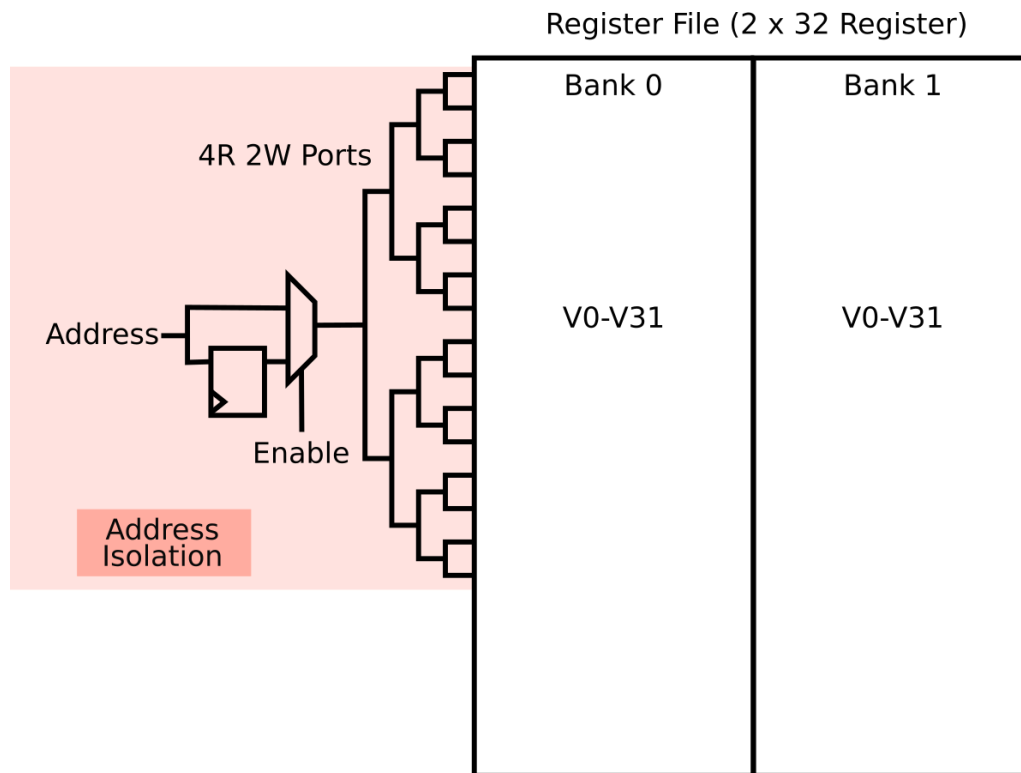 Register File (2 x 32 Register)
Bank 0
Bank 1
4R 2W Ports
V0-V31
V0-V31
Address
Enable
Address
Isolation